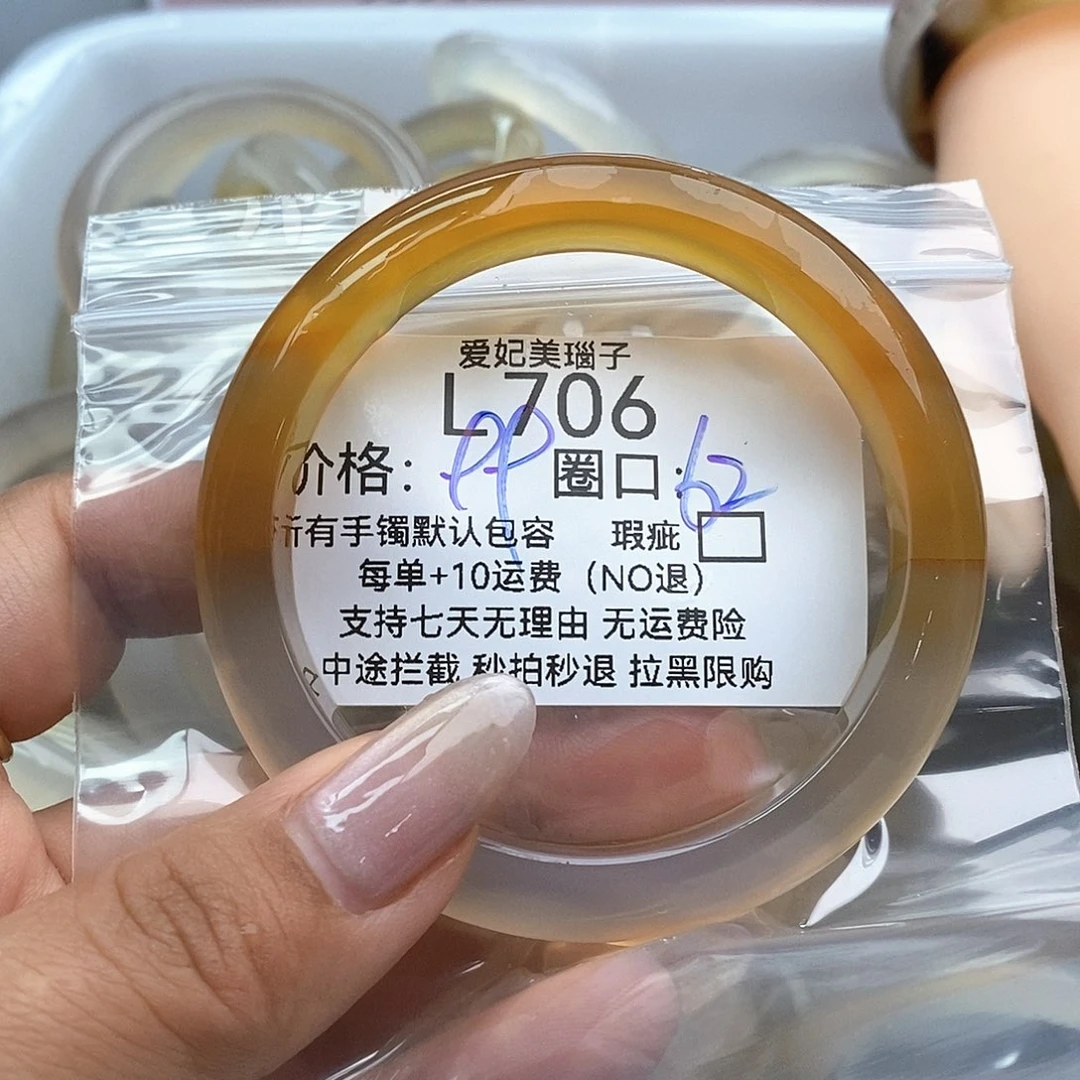 爱妃美瑙子
L706
价格： 圈口：62
所有手镯默认包容 瑕疵
每单+10运费（NO退）
支持七天无理由 无运费险
中途拦截 秒拍秒退 拉黑限购